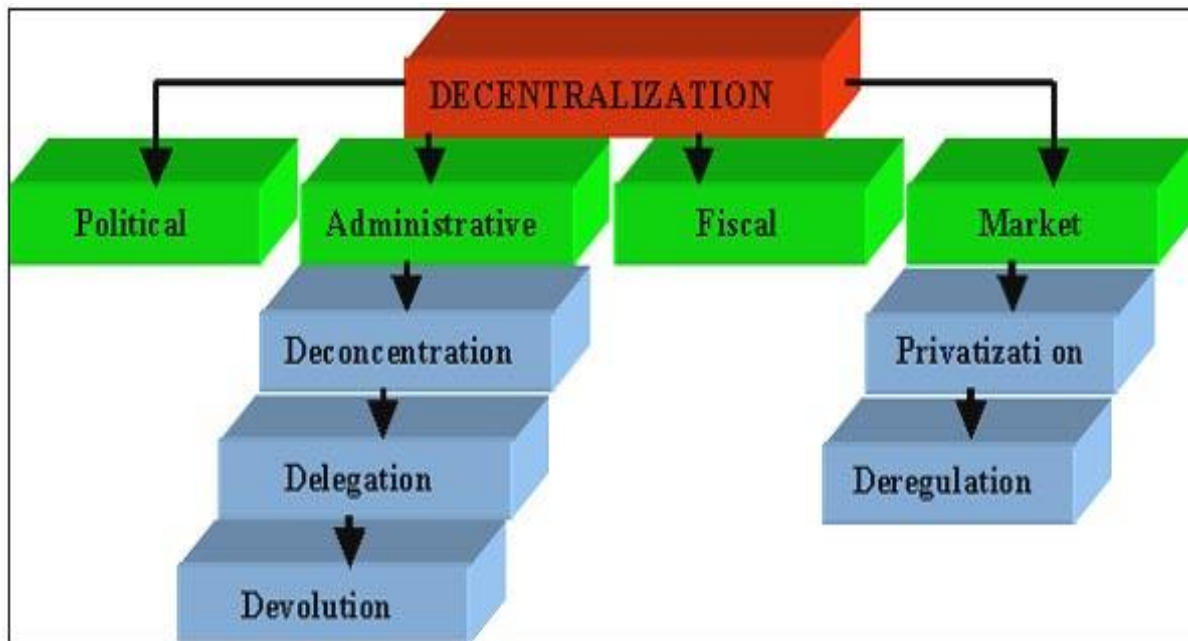 DECENTRALIZATION
Political
Administrative
Fiscal
Market
Deconcentration
Privatizati on
Delegation
Deregulation
Devolution